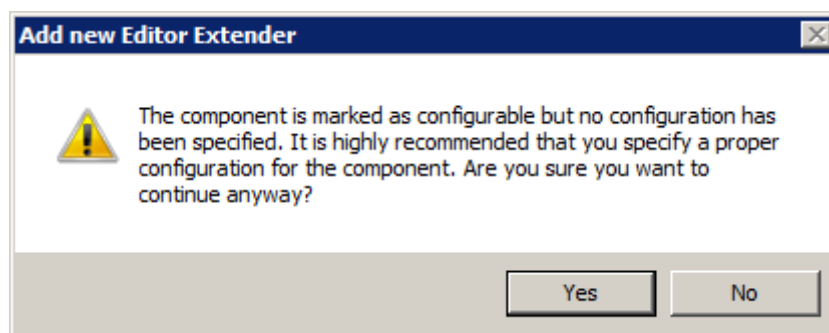 Add new Editor Extender
The component is marked as configurable but no configuration has
been specified. It is highly recommended that you specify a proper
configuration for the component. Are you sure you want to
continue anyway?
Yes No